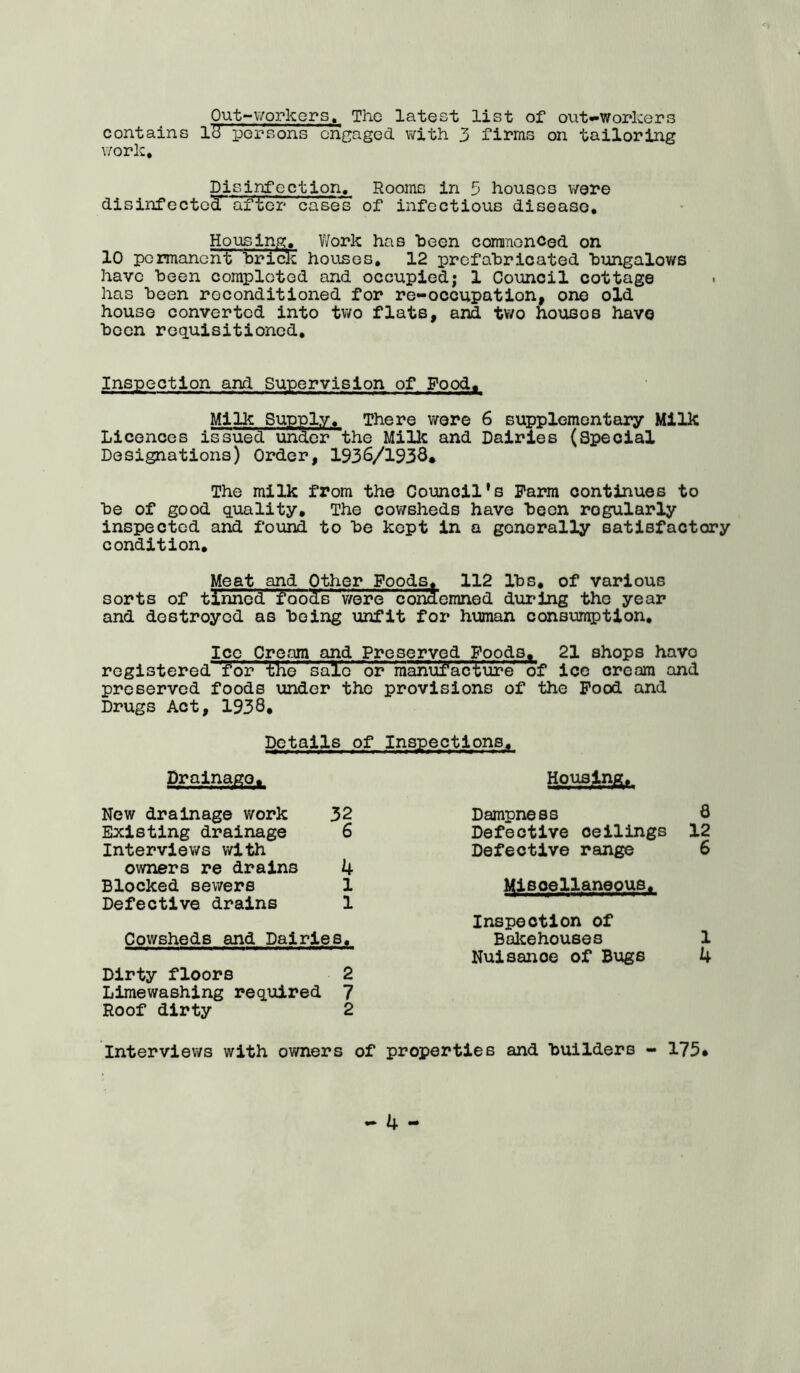 Out-workers. The latest list of out-workers
contains 18 persons engaged with 3 firms on tailoring
work.
Disinfection. Rooms in 5 houses were
disinfected after cases of infectious disease.
Housing. Work has been commenced on
10 permanent brick houses. 12 prefabricated bungalows
have been completed and occupied; 1 Council cottage
has been reconditioned for re-occupation, one old
house converted into two flats, and two houses have
been requisitioned.
Inspection and Supervision of Food.
Milk Supply. There were 6 supplementary Milk
Licences issued under the Milk and Dairies (Special
Designations) Order, 1936/1938.
The milk from the Council's Farm continues to
be of good quality. The cowsheds have been regularly
inspected and found to be kept in a generally satisfactory
condition.
Meat and Other Foods. 112 lbs. of various
sorts of tinned foods were condemned during the year
and destroyed as being unfit for human consumption.
Ice Cream and Preserved Foods. 21 shops have
registered for the sale or manufacture of ice cream and
preserved foods under the provisions of the Food and
Drugs Act, 1938.
Details of Inspections.
Drainage.
New drainage work 32
Existing drainage 6
Interviews with
owners re drains 4
Blocked sewers 1
Defective drains 1
Cowsheds and Dairies.
Dirty floors 2
Limewashing required 7
Roof dirty 2
Housing.
Dampness 8
Defective ceilings 12
Defective range 6
Miscellaneous.
Inspection of
Bakehouses 1
Nuisance of Bugs 4
Interviews with owners of properties and builders - 175.
- 4 -